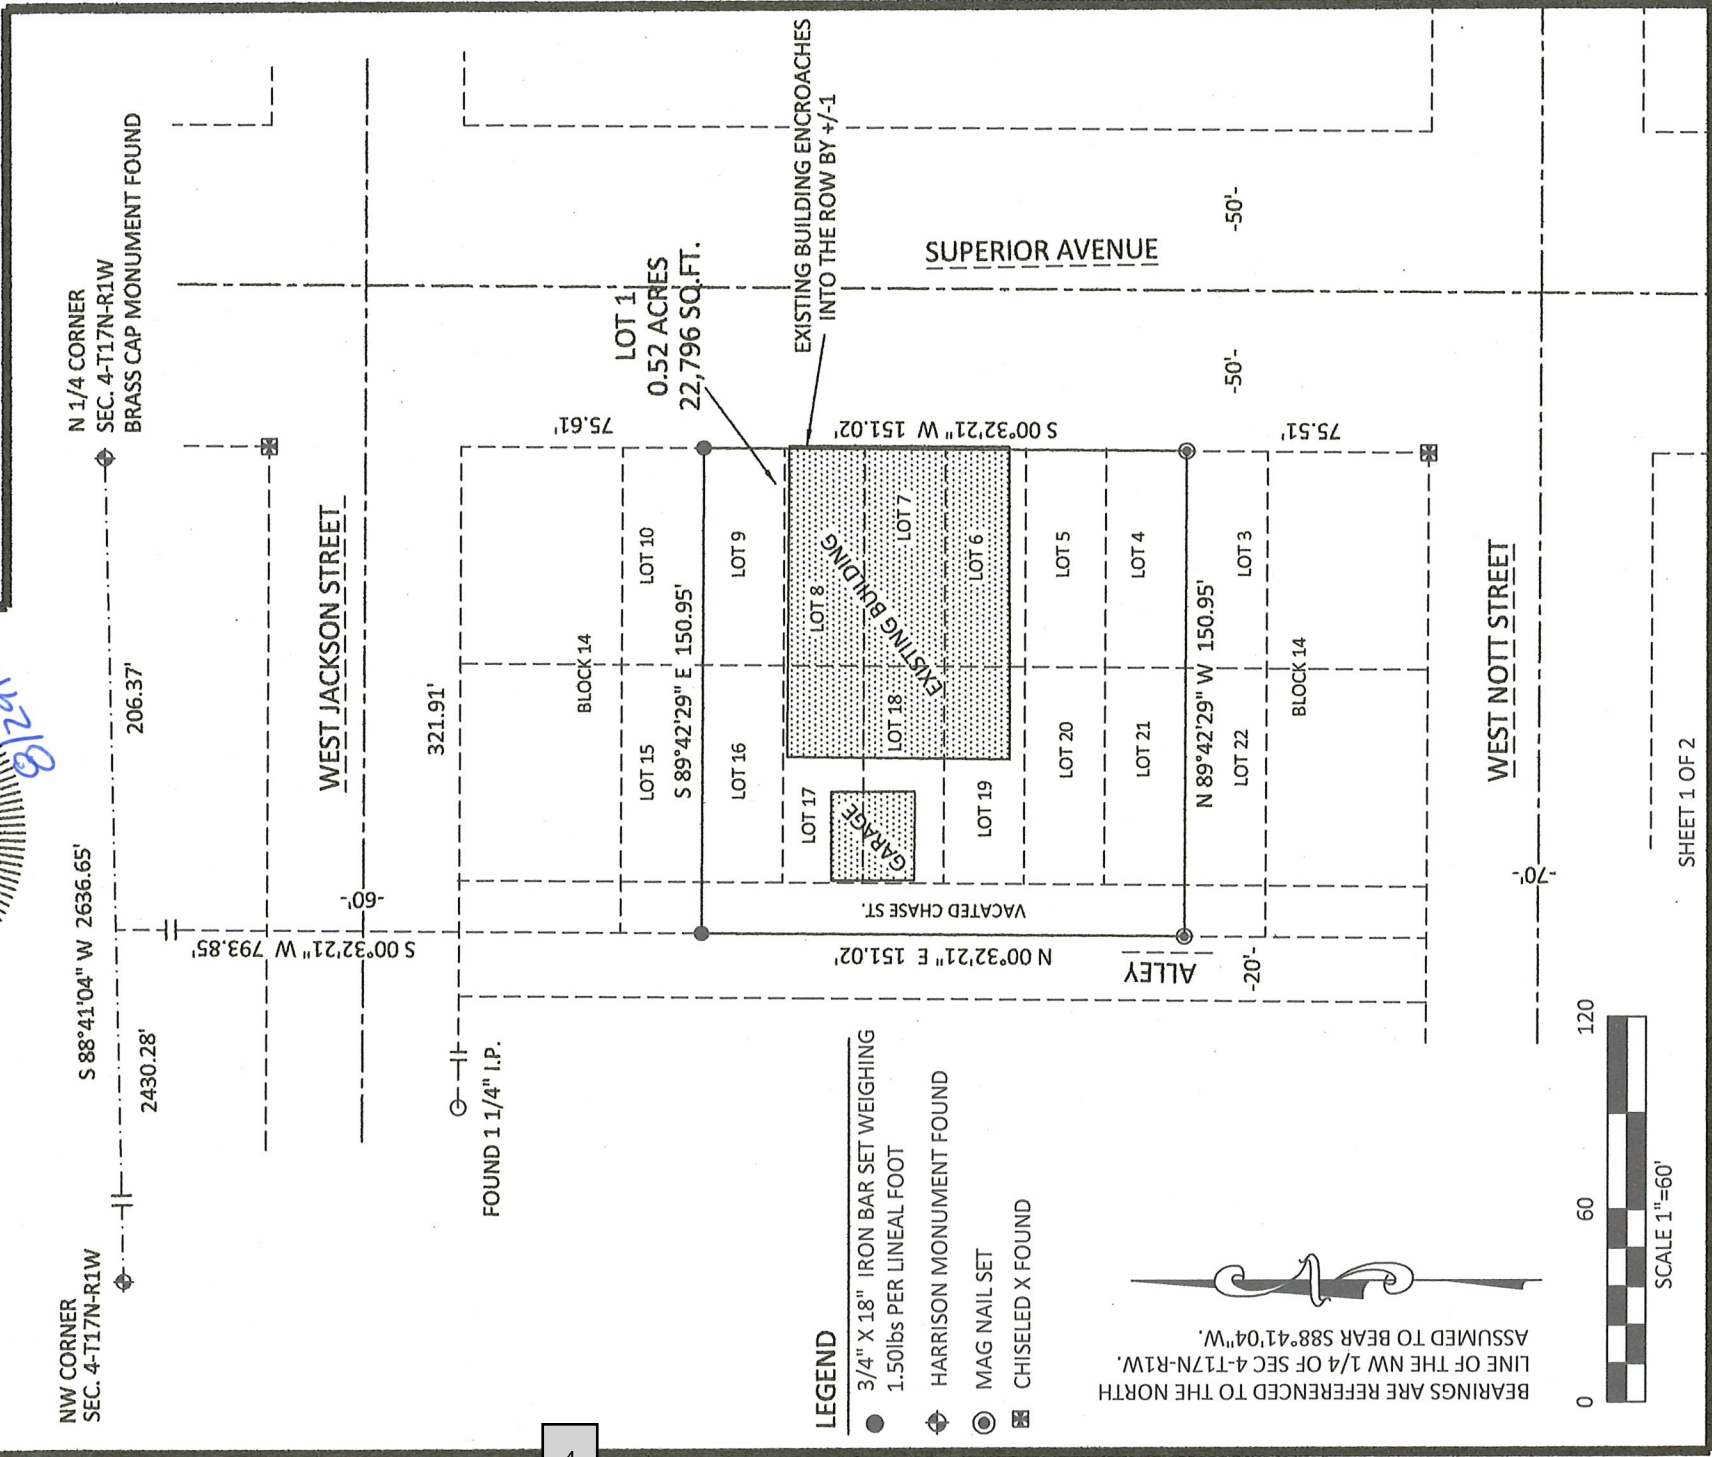 N 1/4 CORNER
SEC. 4-T17N-R1W
BRASS CAP MONUMENT FOUND
NW CORNER
SEC. 4-T17N-R1W
S 88°41'04" W 2636.65'
2430.28'
206.37'
8/29/
WEST JACKSON STREET
-60'-
S 00°32'21" W 793.85'
321.91'
FOUND 1 1/4" I.P.
BLOCK 14
75.61'
LOT 15
LOT 10
S 89°42'29" E 150.95'
LOT 1
0.52 ACRES
22,796 SQ.FT.
EXISTING BUILDING ENCROACHES
INTO THE ROW BY +/-1
LOT 16
LOT 9
LOT 17
LOT 8
GARAGE
EXISTING BUILDING
LOT 18
LOT 7
LOT 19
LOT 6
LOT 20
LOT 5
LOT 21
LOT 4
VACATED CHASE ST.
N 00°32'21" E 151.02'
S 00°32'21" W 151.02'
SUPERIOR AVENUE
-50'-
-50'-
N 89°42'29" W 150.95'
LOT 22
LOT 3
75.51'
BLOCK 14
ALLEY
-20'-
WEST NOTT STREET
-70'-
LEGEND
3/4" X 18" IRON BAR SET WEIGHING
1.50lbs PER LINEAL FOOT
HARRISON MONUMENT FOUND
MAG NAIL SET
CHISELED X FOUND
BEARINGS ARE REFERENCED TO THE NORTH
LINE OF THE NW 1/4 OF SEC 4-T17N-R1W.
ASSUMED TO BEAR S88°41'04"W.
0 60 120
SCALE 1"=60'
SHEET 1 OF 2